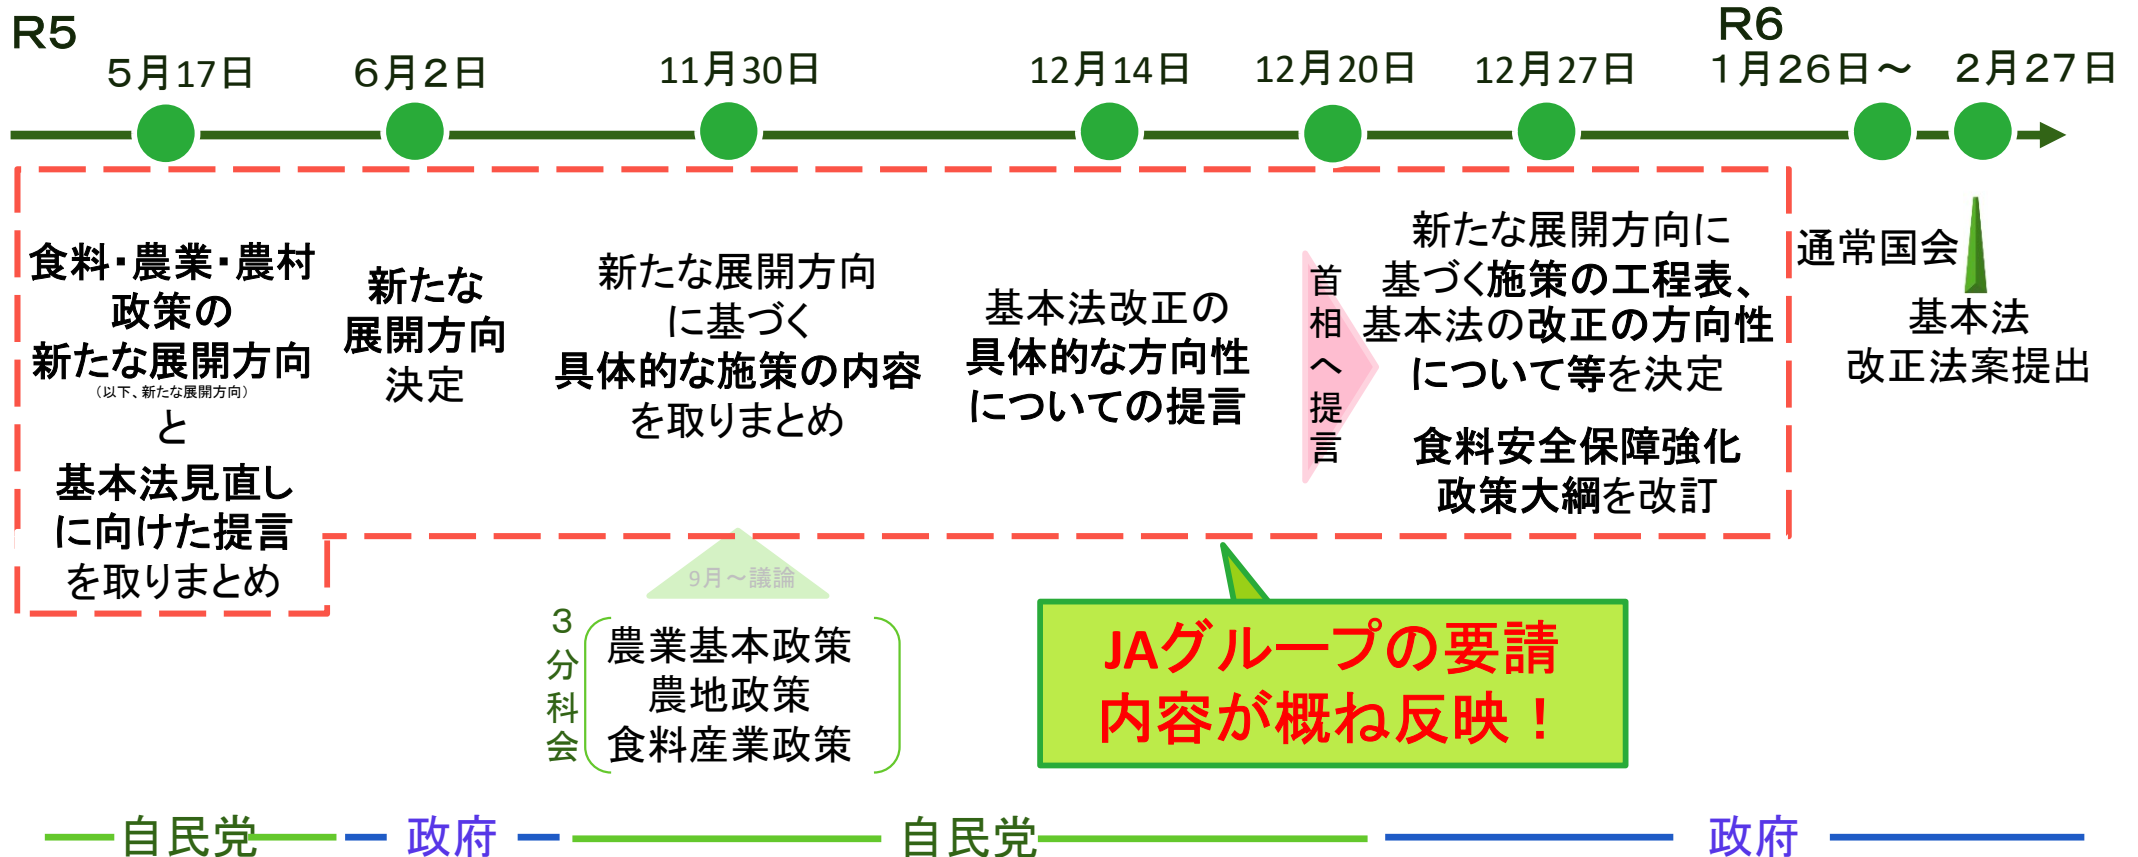 R5
R6
５月17日
６月２日
11月30日
12月14日
12月20日
12月27日
１月26日～
２月27日
食料・農業・農村
政策の
新たな展開方向
（以下、新たな展開方向）
と
基本法見直し
に向けた提言
を取りまとめ
新たな
展開方向
決定
新たな展開方向
に基づく
具体的な施策の内容
を取りまとめ
基本法改正の
具体的な方向性
についての提言
首相へ提言
新たな展開方向に
基づく施策の工程表、
基本法の改正の方向性
について等を決定
食料安全保障強化
政策大綱を改訂
通常国会
基本法
改正法案提出
9月～議論
３分科会
農業基本政策
農地政策
食料産業政策
JAグループの要請
内容が概ね反映！
自民党
政府
自民党
政府